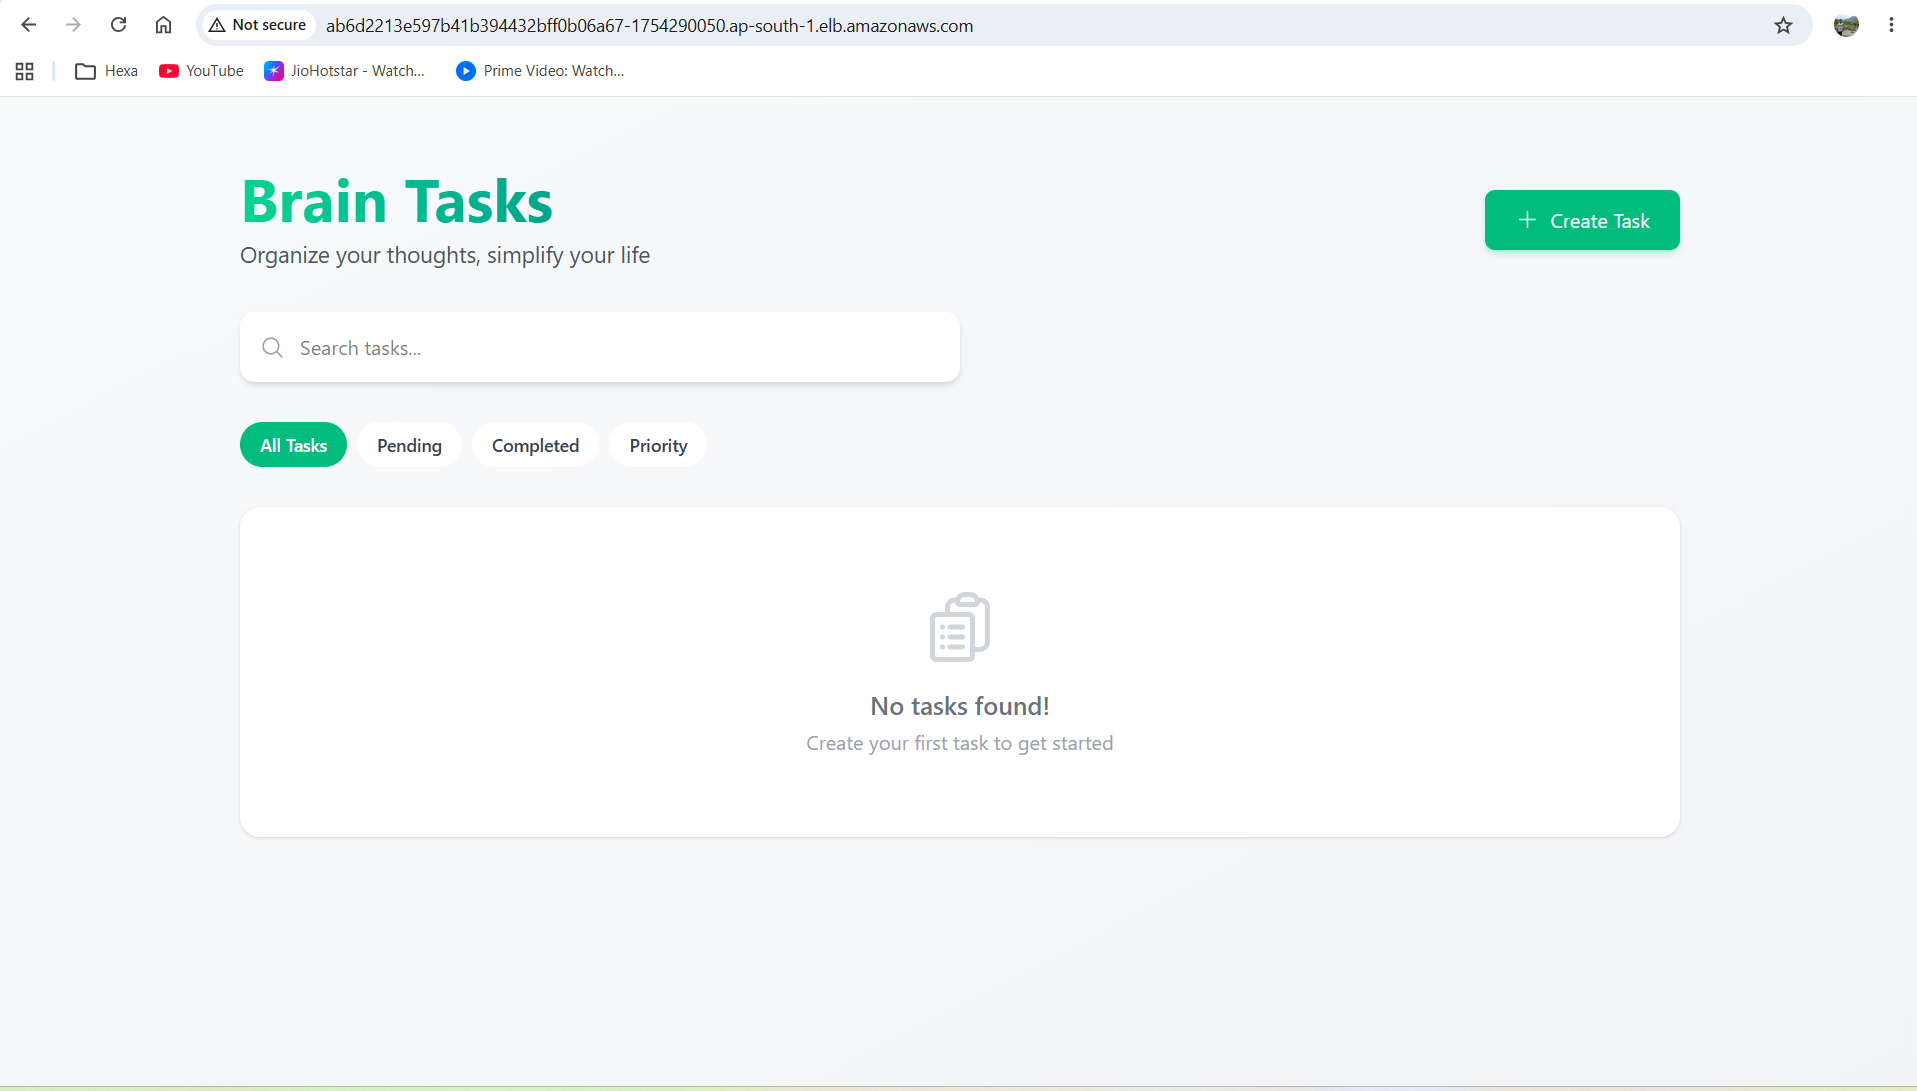 Not secure ab6d2213e597b41b394432bff0b06a67-1754290050.ap-south-1.elb.amazonaws.com
Hexa YouTube JioHotstar - Watch... Prime Video: Watch...
Brain Tasks
Organize your thoughts, simplify your life
Create Task
Search tasks...
All Tasks Pending Completed Priority
No tasks found!
Create your first task to get started